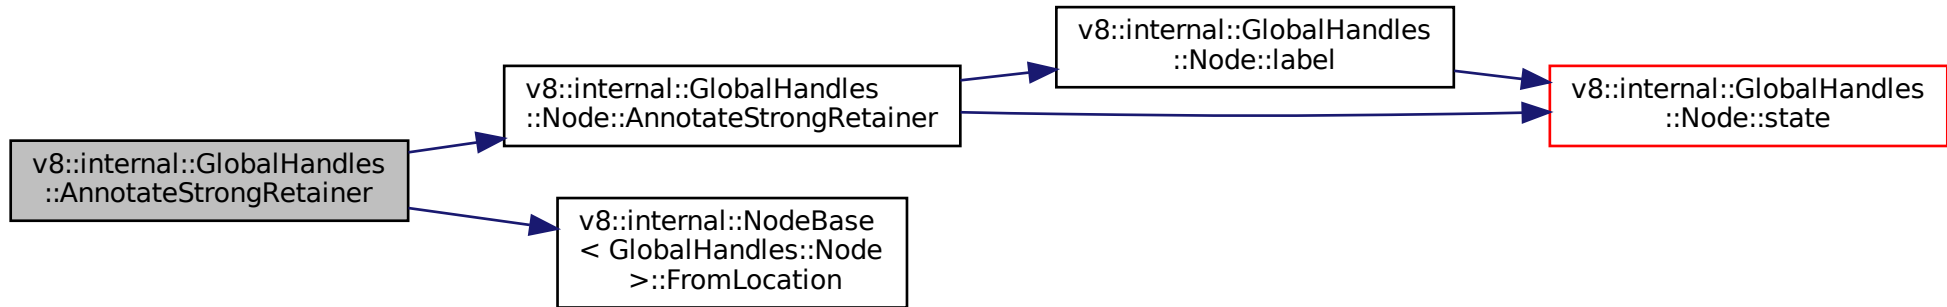 v8::internal::GlobalHandles
::AnnotateStrongRetainer
v8::internal::GlobalHandles
::Node::AnnotateStrongRetainer
v8::internal::GlobalHandles
::Node::label
v8::internal::GlobalHandles
::Node::state
v8::internal::NodeBase
< GlobalHandles::Node
>::FromLocation